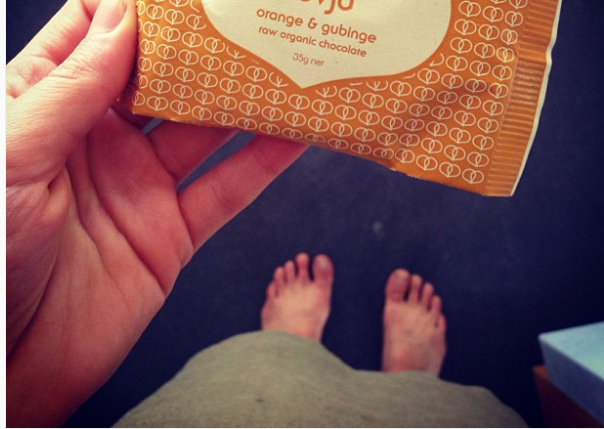 orange & gubinge
raw organic chocolate
35g net